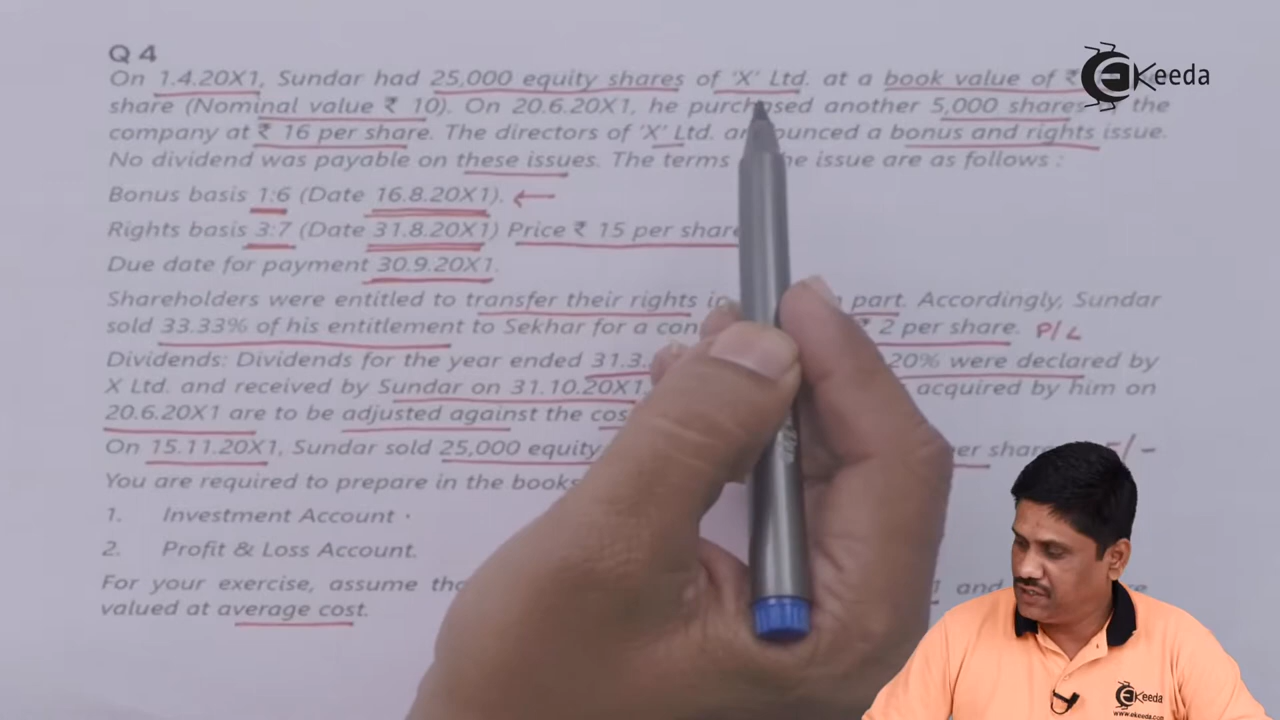 Q 4
On 1.4.20X1, Sundar had 25,000 equity shares of 'X' Ltd. at a book value of ₹
share (Nominal value ₹ 10). On 20.6.20X1, he purchased another 5,000 shares the
company at ₹ 16 per share. The directors of 'X' Ltd. announced a bonus and rights issue.
No dividend was payable on these issues. The terms issue are as follows :
Bonus basis 1:6 (Date 16.8.20X1). ←
Rights basis 3:7 (Date 31.8.20X1) Price ₹ 15 per share
Due date for payment 30.9.20X1.
Shareholders were entitled to transfer their rights part. Accordingly, Sundar
sold 33.33% of his entitlement to Sekhar for a ₹ 2 per share. P/L
Dividends: Dividends for the year ended 31.3. 20% were declared by
X Ltd. and received by Sundar on 31.10.20X1. acquired by him on
20.6.20X1 are to be adjusted against the
On 15.11.20X1, Sundar sold 25,000 equity per share
You are required to prepare in the books
1. Investment Account
2. Profit & Loss Account.
For your exercise, assume and
valued at average cost.
EKeeda
EKeeda
www.ekeeda.com